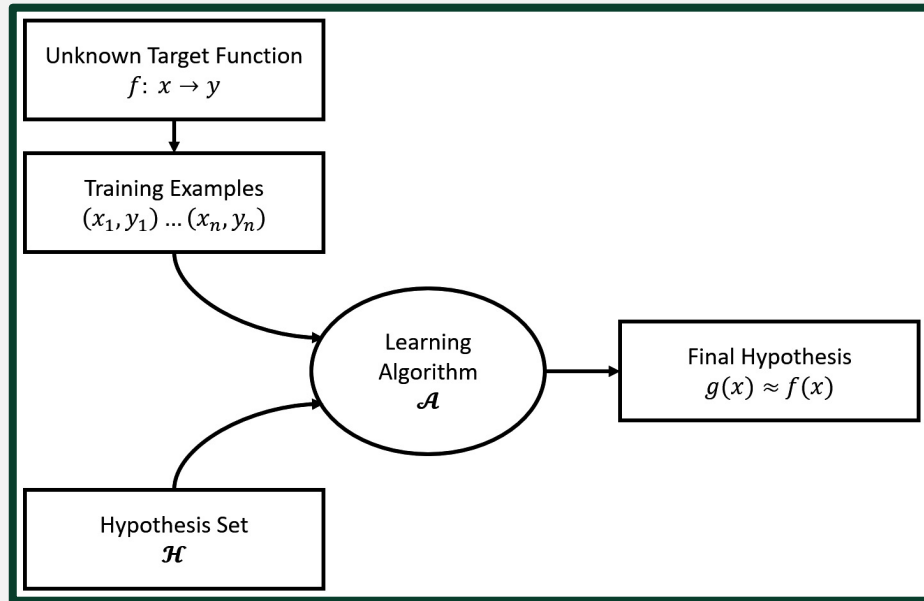 Unknown Target Function
f: x → y
Training Examples
(x₁, y₁) … (xₙ, yₙ)
Learning
Algorithm
𝓐
Final Hypothesis
g(x) ≈ f(x)
Hypothesis Set
𝓗